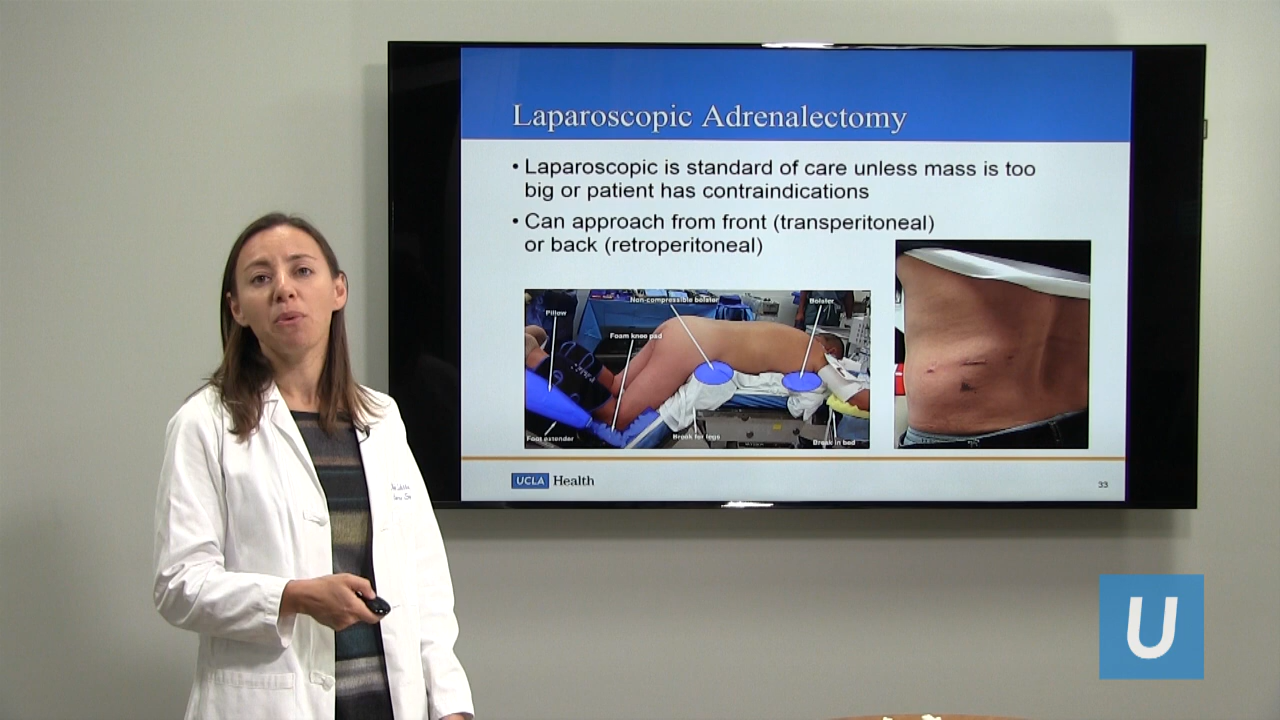 Laparoscopic Adrenalectomy
• Laparoscopic is standard of care unless mass is too
big or patient has contraindications
• Can approach from front (transperitoneal)
or back (retroperitoneal)
Non-compressible bolster
Bolster
Pillow
Foam knee pad
Foot extender
Break for legs
Break in bed
UCLA Health
33
U